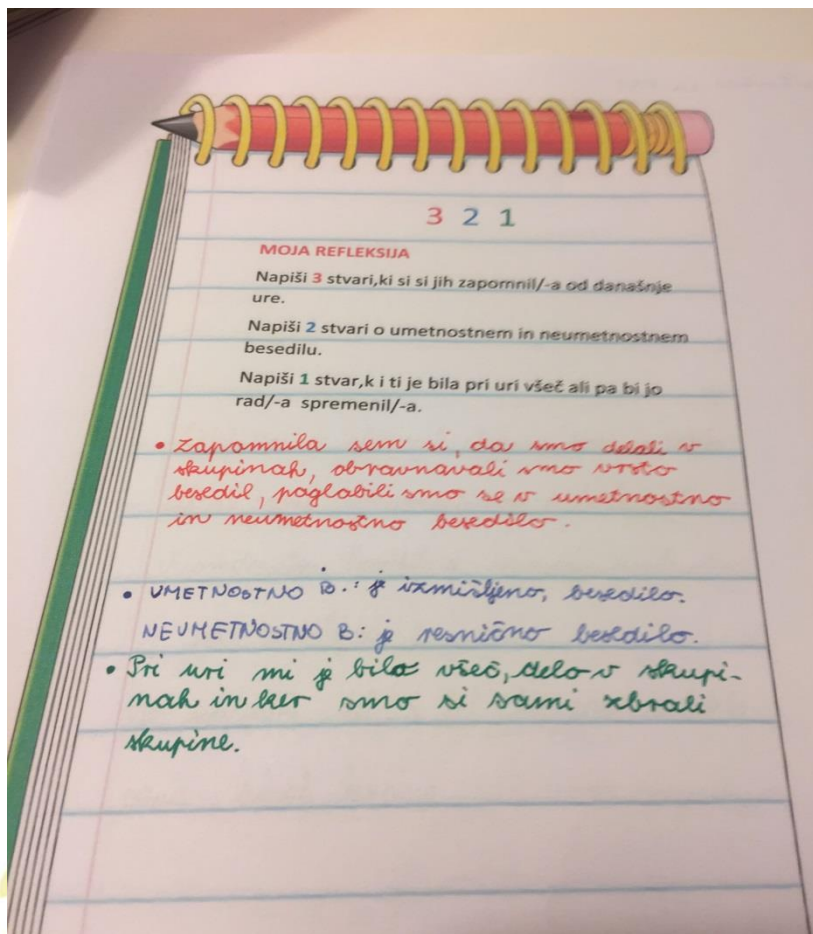 3 2 1
MOJA REFLEKSIJA
Napiši 3 stvari,ki si si jih zapomnil/-a od današnje
ure.
Napiši 2 stvari o umetnostnem in neumetnostnem
besedilu.
Napiši 1 stvar,k i ti je bila pri uri všeč ali pa bi jo
rad/-a spremenil/-a.
• Zapomnila sem si, da smo delali v
skupinah, obravnavali smo vrsto
besedil, poglobili smo se v umetnostno
in neumetnostno besedilo.
• UMETNOSTNO B.: je izmišljeno, besedilo.
NEUMETNOSTNO B: je resnično besedilo.
• Pri uri mi je bilo všeč, delo v skupi-
nah in ker smo si sami zbrali
skupine.